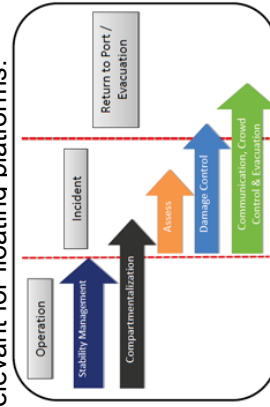 elevant for floating platforms.
Operation
Incident
Return to Port /
Evacuation
Stability Management
Compartmentalization
Assess
Damage Control
Communication, Crowd
Control & Evacuation